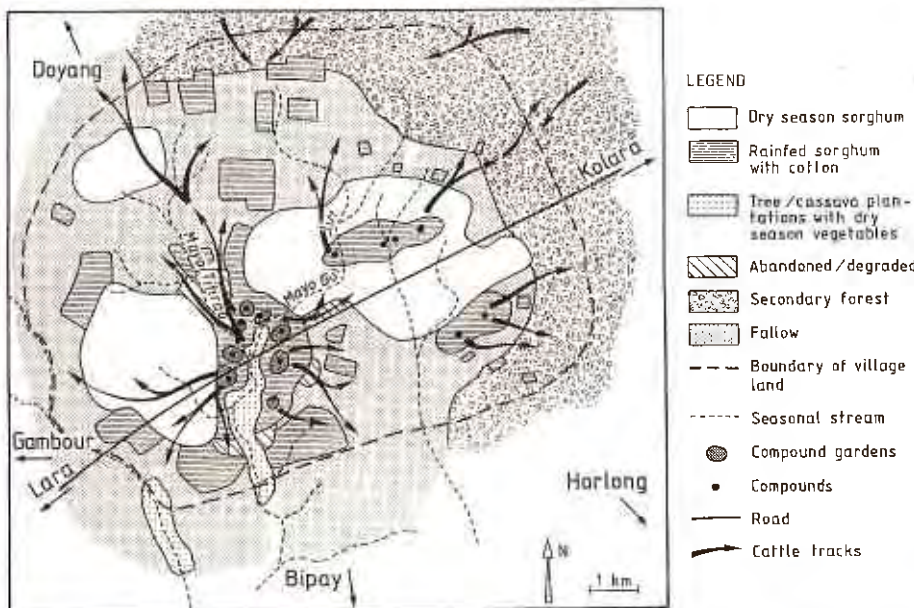 Doyang
Kolara
Mayo Guy
Gambour
Lara
Horlong
Bipay
N
1 km
LEGEND
Dry season sorghum
Rainfed sorghum
with cotton
Tree/cassava plan-
tations with dry
season vegetables
Abandoned/degraded
Secondary forest
Fallow
Boundary of village
land
Seasonal stream
Compound gardens
Compounds
Road
Cattle tracks